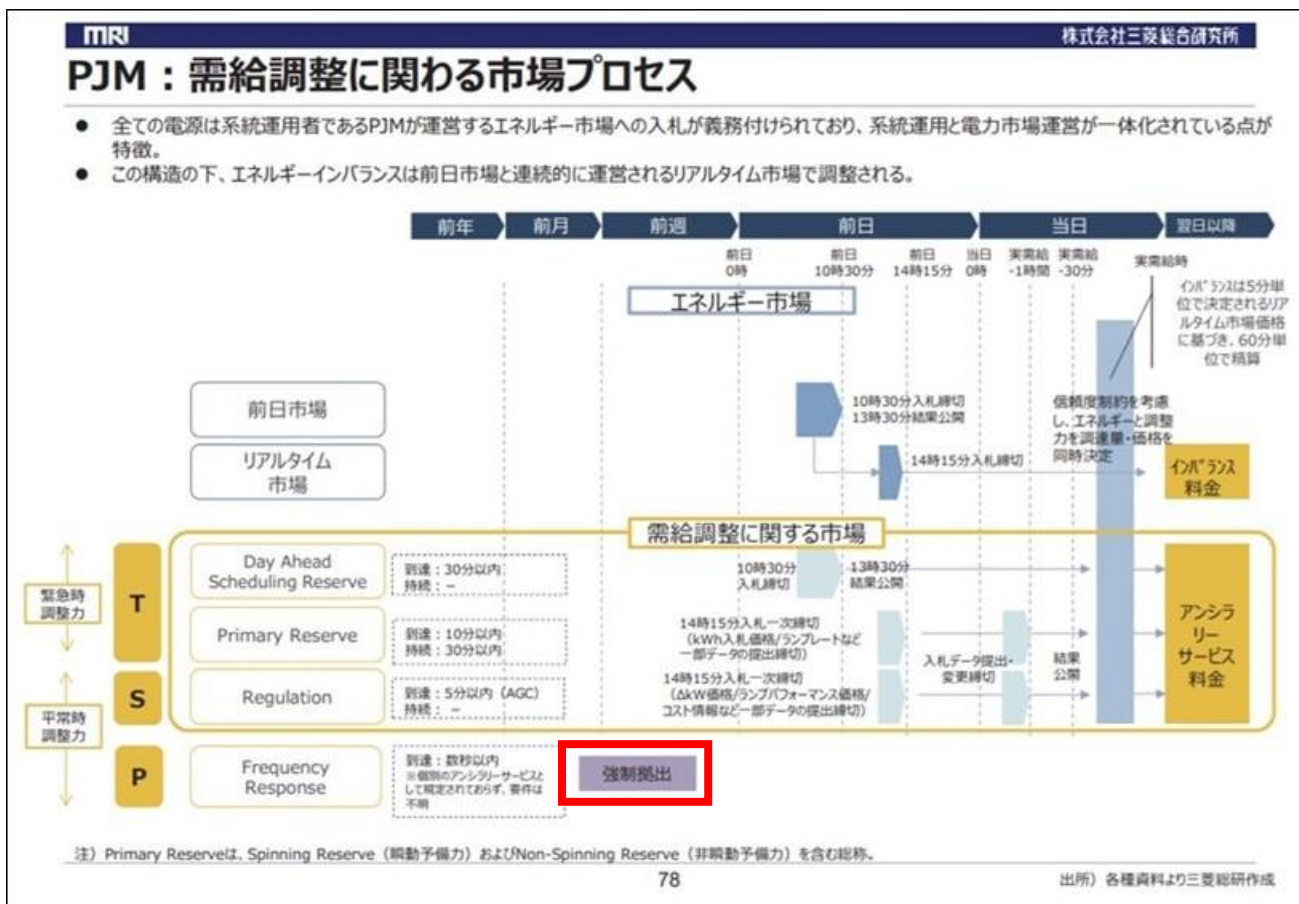 MRI
株式会社三菱総合研究所
PJM：需給調整に関わる市場プロセス
● 全ての電源は系統運用者であるPJMが運営するエネルギー市場への入札が義務付けられており、系統運用と電力市場運営が一体化されている点が
特徴。
● この構造の下、エネルギーインバランスは前日市場と連続的に運営されるリアルタイム市場で調整される。
前年 前月 前週 前日 当日 翌日以降
前日
0時
前日
10時30分
前日
14時15分
当日
0時
実需給
-1時間
実需給
-30分
実需給時
エネルギー市場
ｲﾝﾊﾞﾗﾝｽは5分単
位で決定されるリア
ルタイム市場価格
に基づき、60分単
位で精算
前日市場
10時30分入札締切
13時30分結果公開
信頼度制約を考慮
し、エネルギーと調整
力を調達量・価格を
同時決定
リアルタイム
市場
14時15分入札締切
ｲﾝﾊﾞﾗﾝｽ
料金
需給調整に関する市場
緊急時
調整力
T
Day Ahead
Scheduling Reserve
到達：30分以内
持続：－
10時30分
入札締切
13時30分
結果公開
Primary Reserve
到達：10分以内
持続：30分以内
14時15分入札一次締切
（kWh入札価格/ランプレートなど
一部データの提出締切）
入札データ提出・
変更締切
結果
公開
アンシラ
リー
サービス
料金
平常時
調整力
S
Regulation
到達：5分以内（AGC）
持続：－
14時15分入札一次締切
（ΔkW価格/ランプパフォーマンス価格/
コスト情報など一部データの提出締切）
P
Frequency
Response
到達：数秒以内
※個別のアンシラリーサービスと
して規定されておらず、要件は
不明
強制拠出
注）Primary Reserveは、Spinning Reserve（瞬動予備力）およびNon-Spinning Reserve（非瞬動予備力）を含む総称。
78
出所）各種資料より三菱総研作成